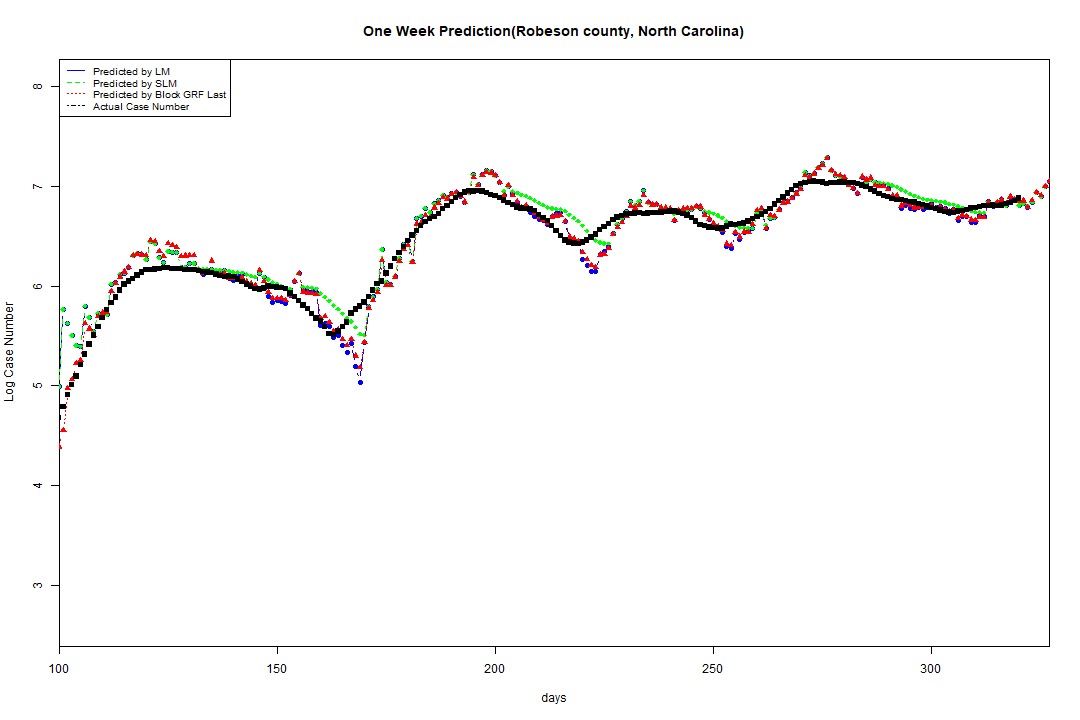 One Week Prediction(Robeson county, North Carolina)
Predicted by LM
Predicted by SLM
Predicted by Block GRF Last
Actual Case Number
8
7
6
5
4
3
Log Case Number
100 150 200 250 300
days